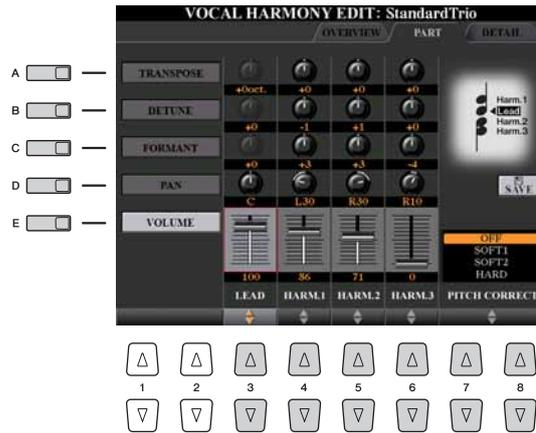 VOCAL HARMONY EDIT: StandardTrio
OVERVIEW PART DETAIL
A TRANSPOSE
+0oct. +0 +0 +0
B DETUNE
+0 -1 +1 +0
C FORMANT
+0 +3 +3 -4
D PAN
C L30 R30 R10
E VOLUME
100 86 71 0
LEAD HARM.1 HARM.2 HARM.3 PITCH CORRECT
Harm.1
Lead
Harm.2
Harm.3
SAVE
OFF
SOFT1
SOFT2
HARD
1 2 3 4 5 6 7 8